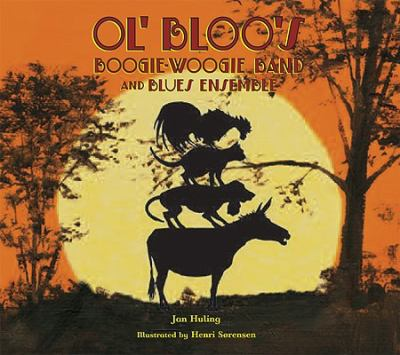 OL' BLOO'S
BOOGIE-WOOGIE BAND
AND BLUES ENSEMBLE
Jan Huling
Illustrated by Henri Sørensen